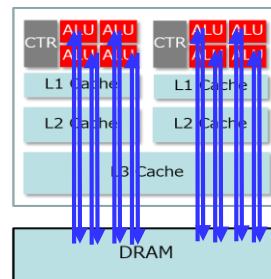 ALU ALU ALU ALU
CTR CTR
ALU ALU ALU ALU
L1 Cache L1 Cache
L2 Cache L2 Cache
L3 Cache
DRAM